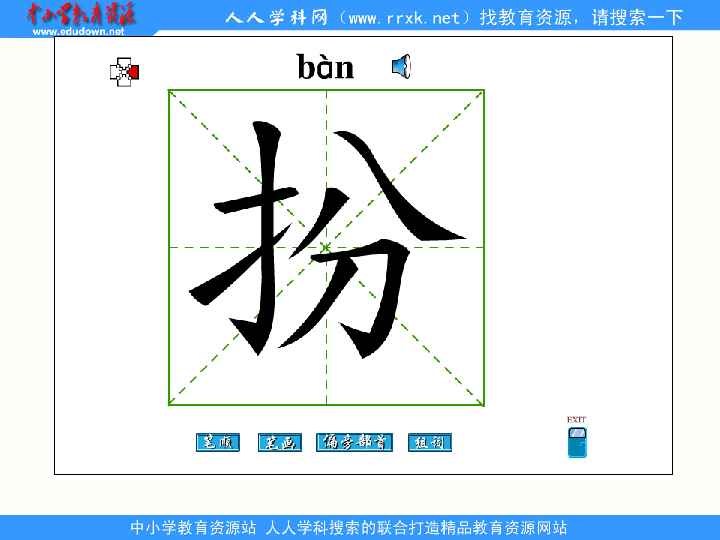 中小学教育资源
www.edudown.net
人人学科网（www.rrxk.net）找教育资源，请搜索一下
bàn
扮
EXIT
笔顺 笔画 偏旁部首 组词
中小学教育资源站 人人学科搜索的联合打造精品教育资源网站